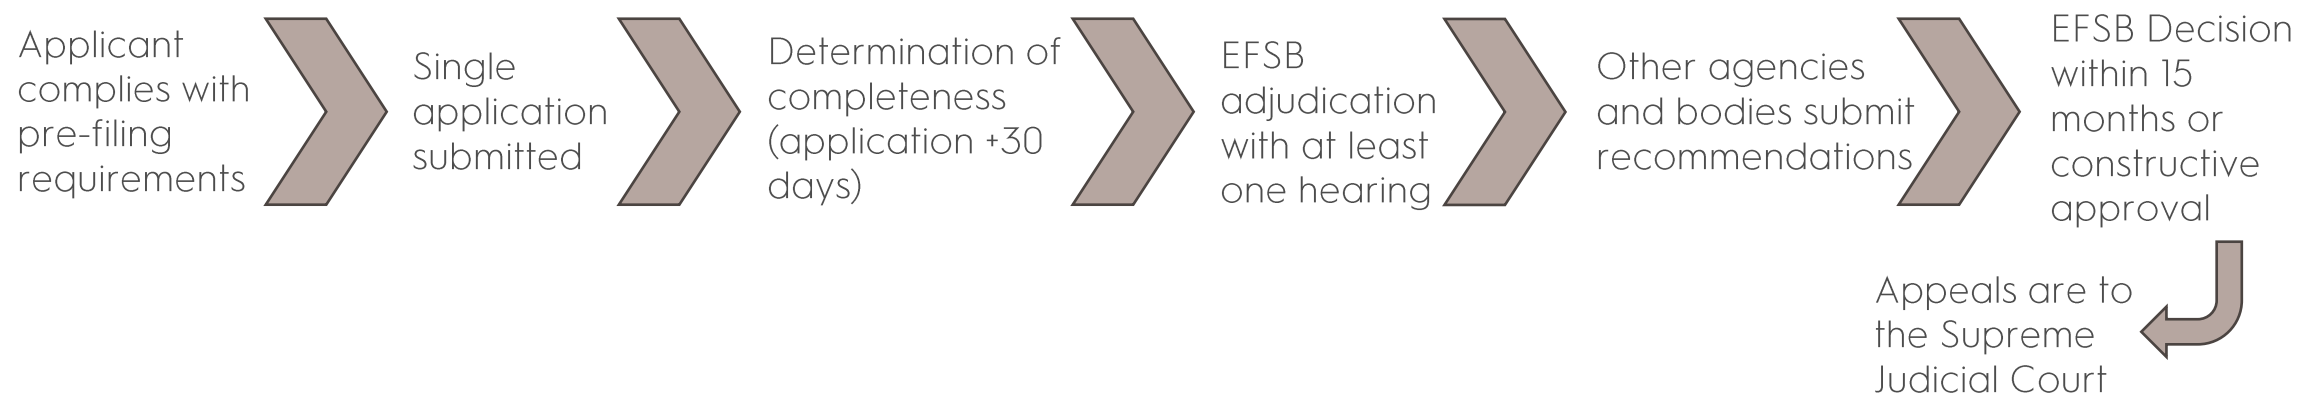 Applicant
complies with
pre-filing
requirements
Single
application
submitted
Determination of
completeness
(application +30
days)
EFSB
adjudication
with at least
one hearing
Other agencies
and bodies submit
recommendations
EFSB Decision
within 15
months or
constructive
approval
Appeals are to
the Supreme
Judicial Court